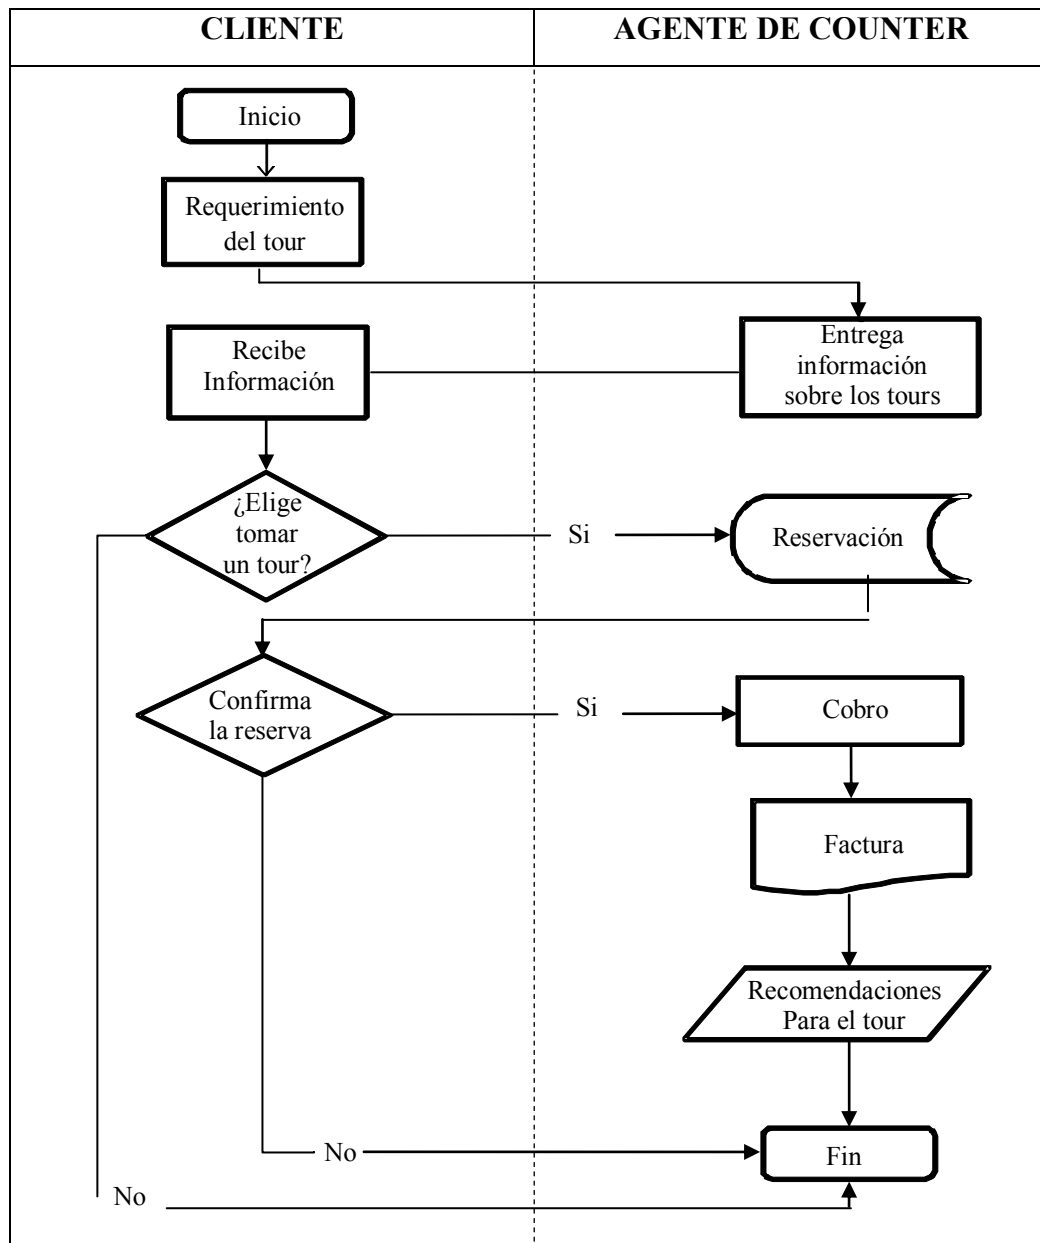 CLIENTE
AGENTE DE COUNTER
Inicio
Requerimiento
del tour
Entrega
información
sobre los tours
Recibe
Información
¿Elige
tomar
un tour?
Si
Reservación
Confirma
la reserva
Si
Cobro
Factura
Recomendaciones
Para el tour
No
Fin
No